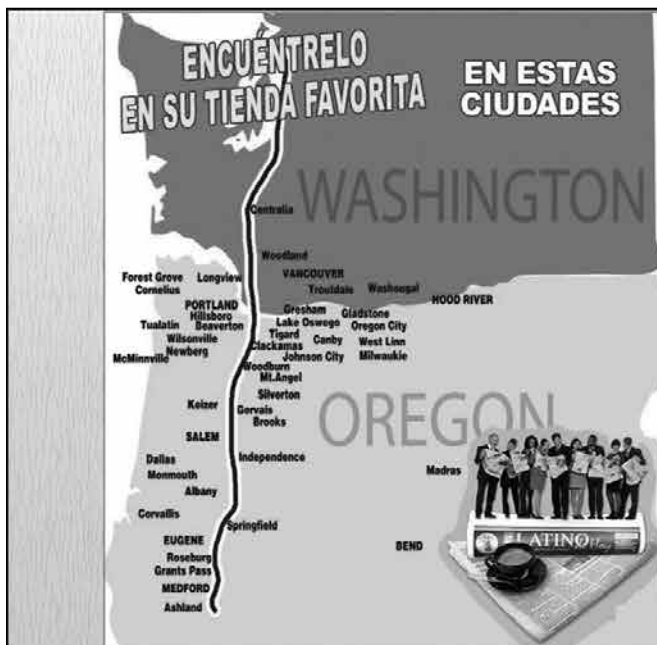 ENCUÉNTRELO
EN SU TIENDA FAVORITA
EN ESTAS
CIUDADES
WASHINGTON
Centralia
Woodland
VANCOUVER
Forest Grove
Longview
Cornelius
Troutdale
Washougal
HOOD RIVER
PORTLAND
Hillsboro
Gresham
Gladstone
Tualatin
Beaverton
Lake Oswego
Oregon City
Wilsonville
Tigard
Canby
West Linn
Newberg
Clackamas
McMinnville
Johnson City
Milwaukie
Woodburn
Mt.Angel
Silverton
Keizer
Gervais
Brooks
OREGON
SALEM
Dallas
Independence
Monmouth
Madras
Albany
Corvallis
Springfield
EUGENE
BEND
Roseburg
Grants Pass
MEDFORD
Ashland
LATINO